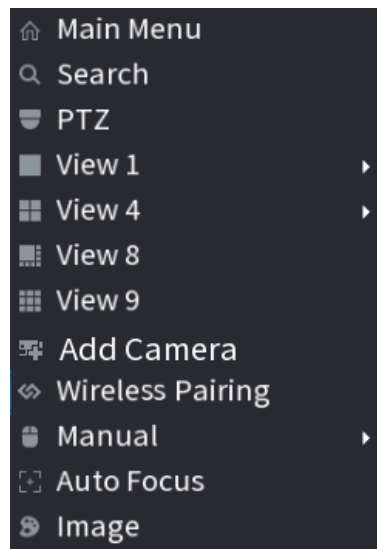 Main Menu
Search
PTZ
View 1
View 4
View 8
View 9
Add Camera
Wireless Pairing
Manual
Auto Focus
Image